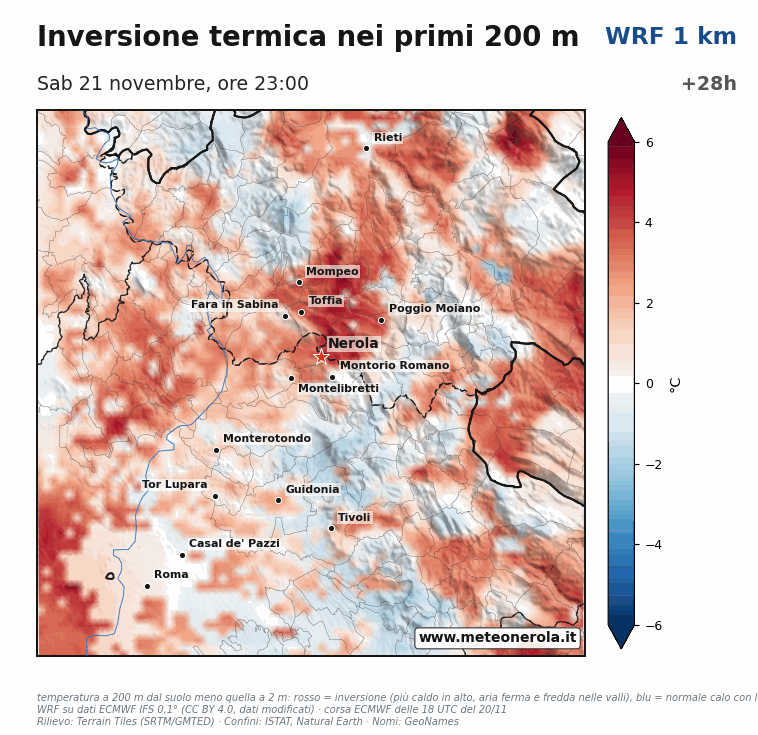 Inversione termica nei primi 200 m
WRF 1 km
Sab 21 novembre, ore 23:00
+28h
Rieti
Mompeo
Toffia
Fara in Sabina
Poggio Moiano
Nerola
Montorio Romano
Montelibretti
Monterotondo
Tor Lupara
Guidonia
Tivoli
Casal de' Pazzi
Roma
www.meteonerola.it
6
4
2
0
−2
−4
−6
°C
temperatura a 200 m dal suolo meno quella a 2 m: rosso = inversione (più caldo in alto, aria ferma e fredda nelle valli), blu = normale calo con l
WRF su dati ECMWF IFS 0,1° (CC BY 4.0, dati modificati) · corsa ECMWF delle 18 UTC del 20/11
Rilievo: Terrain Tiles (SRTM/GMTED) · Confini: ISTAT, Natural Earth · Nomi: GeoNames